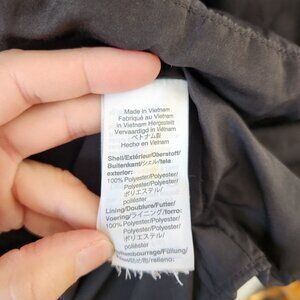 Made in Vietnam
Fabriqué au Vietnam
in Vietnam Hergestellt
Vervaardigd in Vietnam
ベトナム製
Hecho en Vietnam
Shell/Extérieur/Oberstoff/
Buitenkant/シェル/tela
exterior:
100% Polyester/Polyester/
Polyester/Polyester/
ポリエステル/
poliéster
Lining/Doublure/Futter/
Voering/ライニング/forro:
100% Polyester/Polyester/
Polyester/Polyester/
ポリエステル/
poliéster
/Rembourrage/Füllung/
relleno: